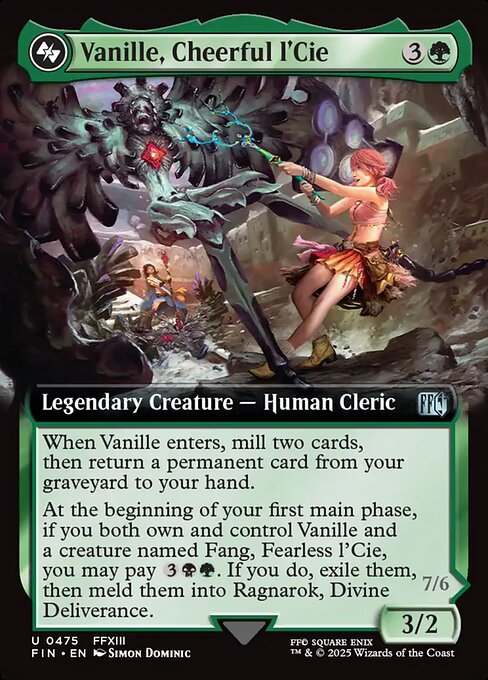 Vanille, Cheerful l'Cie 3
Legendary Creature — Human Cleric
When Vanille enters, mill two cards,
then return a permanent card from your
graveyard to your hand.
At the beginning of your first main phase,
if you both own and control Vanille and
a creature named Fang, Fearless l'Cie,
you may pay 3. If you do, exile them,
then meld them into Ragnarok, Divine
Deliverance.
7/6
3/2
U 0475 FFXIII
FIN • EN Simon Dominic
FF© SQUARE ENIX
™ & © 2025 Wizards of the Coast